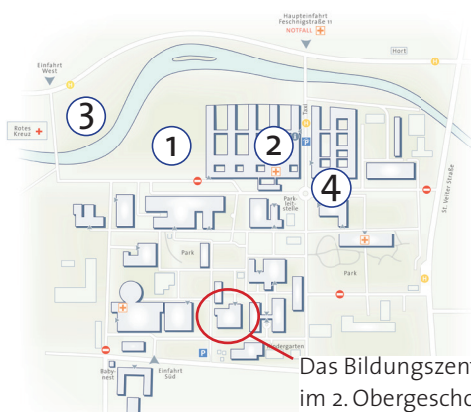 Haupteinfahrt
Feschnigstraße 11
NOTFALL
Hort
H
Einfahrt
West
H
H
Rotes
Kreuz
3
Taxi
H
1
2
i
P
St. Veiter Straße
4
Park-
leit-
stelle
Park
Park
H
Kindergarten
P
Baby-
nest
Einfahrt
Süd
Das Bildungszent
im 2. Obergescho